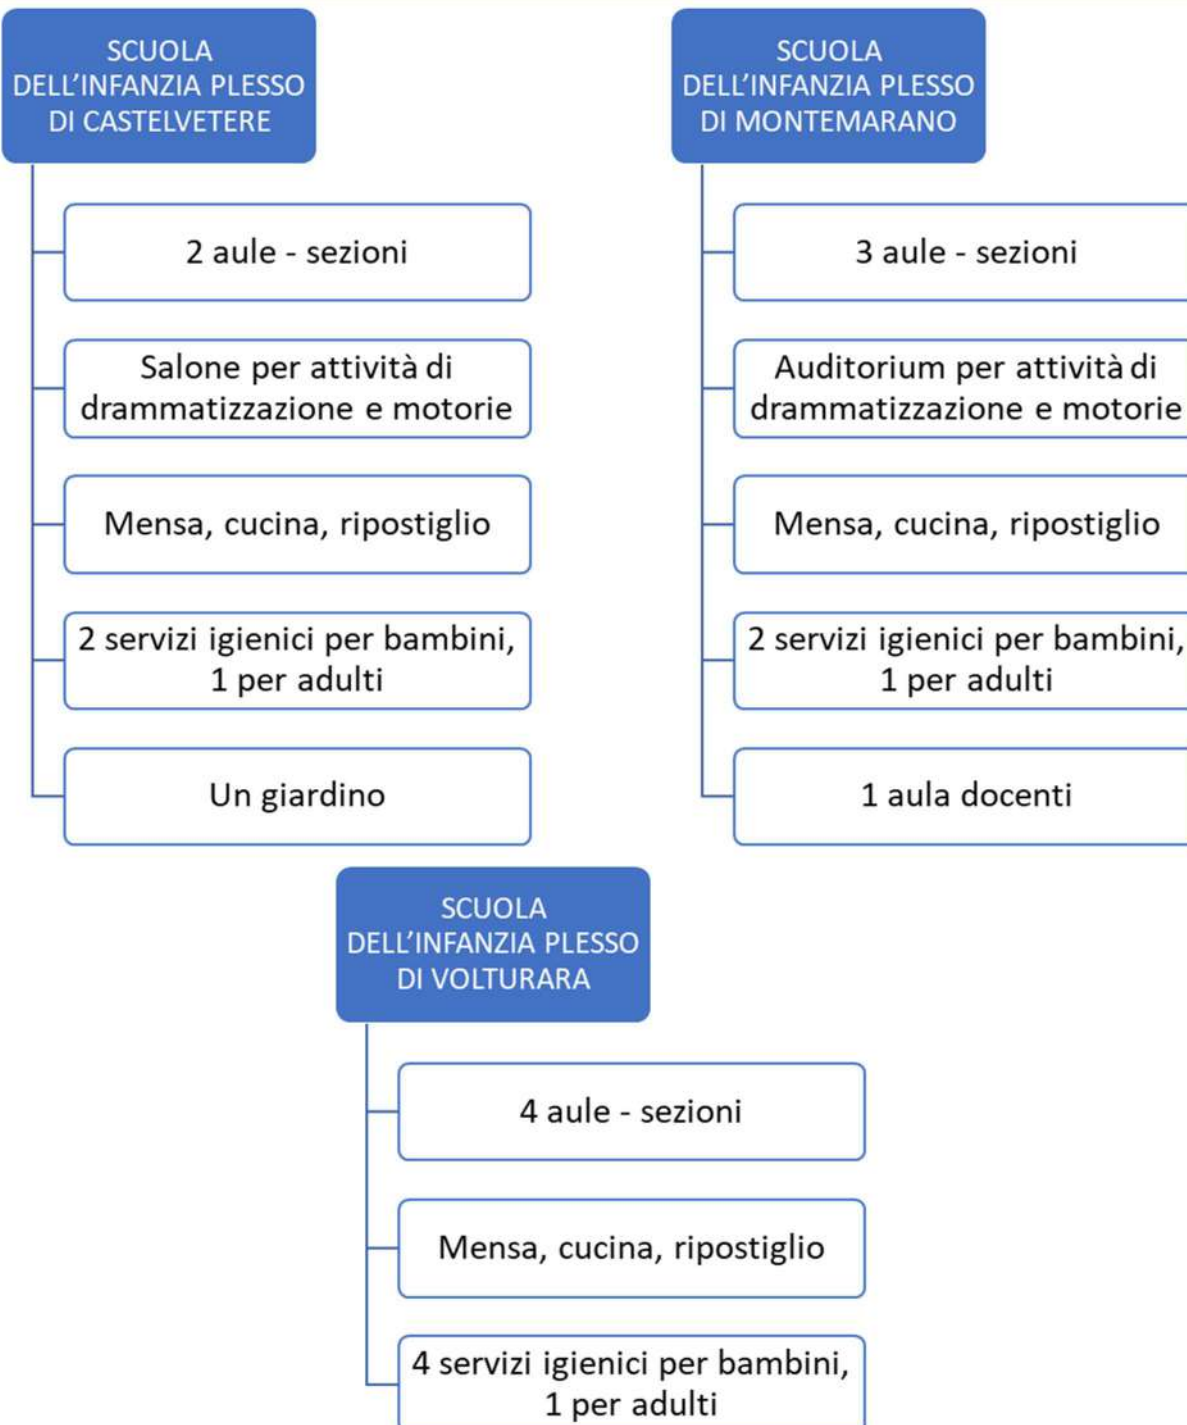 SCUOLA
DELL'INFANZIA PLESSO
DI CASTELVETERE
2 aule - sezioni
Salone per attività di
drammatizzazione e motorie
Mensa, cucina, ripostiglio
2 servizi igienici per bambini,
1 per adulti
Un giardino
SCUOLA
DELL'INFANZIA PLESSO
DI MONTEMARANO
3 aule - sezioni
Auditorium per attività di
drammatizzazione e motorie
Mensa, cucina, ripostiglio
2 servizi igienici per bambini,
1 per adulti
1 aula docenti
SCUOLA
DELL'INFANZIA PLESSO
DI VOLTURARA
4 aule - sezioni
Mensa, cucina, ripostiglio
4 servizi igienici per bambini,
1 per adulti